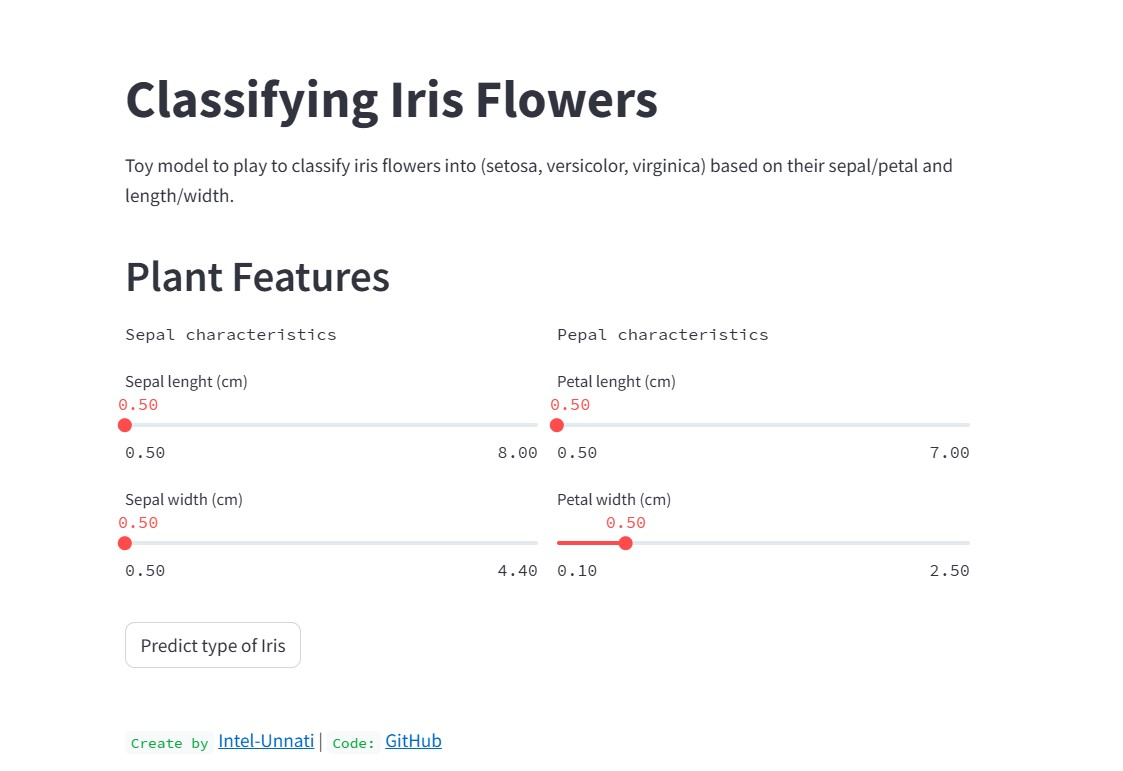 Classifying Iris Flowers
Toy model to play to classify iris flowers into (setosa, versicolor, virginica) based on their sepal/petal and
length/width.
Plant Features
Sepal characteristics
Sepal lenght (cm)
0.50
0.50 8.00
Sepal width (cm)
0.50
0.50 4.40
Pepal characteristics
Petal lenght (cm)
0.50
0.50 7.00
Petal width (cm)
0.50
0.10 2.50
Predict type of Iris
Create by Intel-Unnati | Code: GitHub